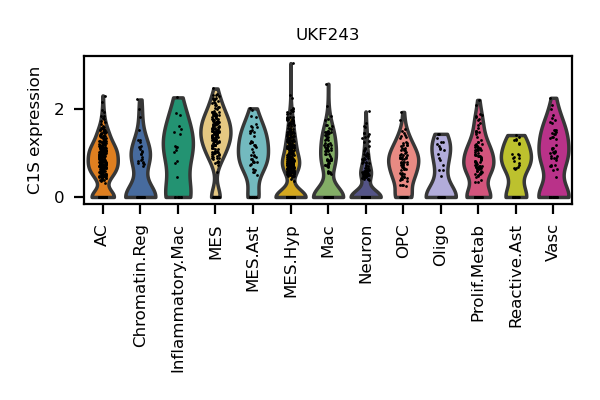 UKF243
C1S expression
2
0
AC
Chromatin.Reg
Inflammatory.Mac
MES
MES.Ast
MES.Hyp
Mac
Neuron
OPC
Oligo
Prolif.Metab
Reactive.Ast
Vasc